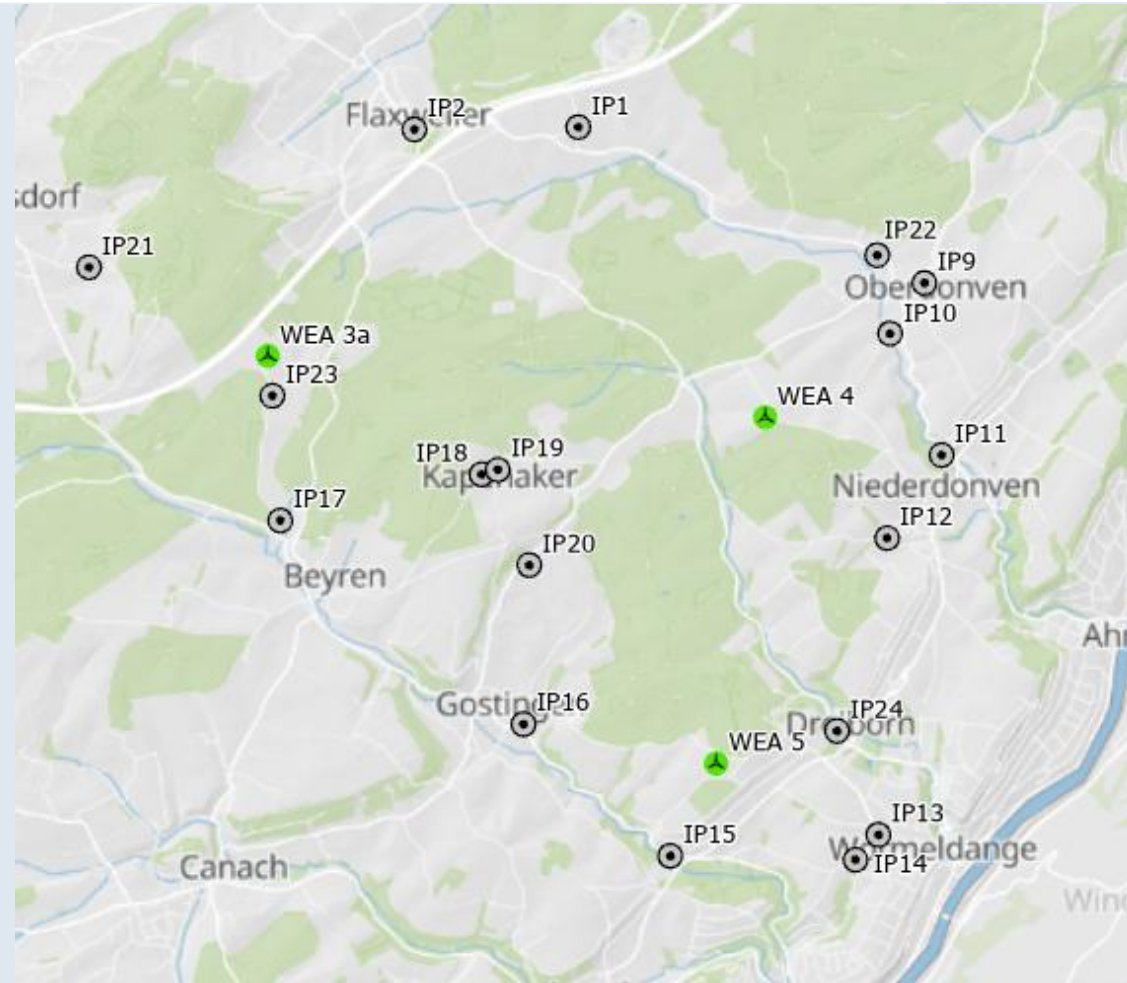 Flaxweiler
IP2
IP1
sdorf
IP21
IP22
IP9
Oberdonven
IP10
WEA 3a
IP23
WEA 4
IP18
IP19
Kapenaker
IP11
Niederdonven
IP17
IP12
IP20
Beyren
Ahn
Gostingen
IP16
IP24
Dreiborn
WEA 5
IP13
Wormeldange
IP15
IP14
Canach